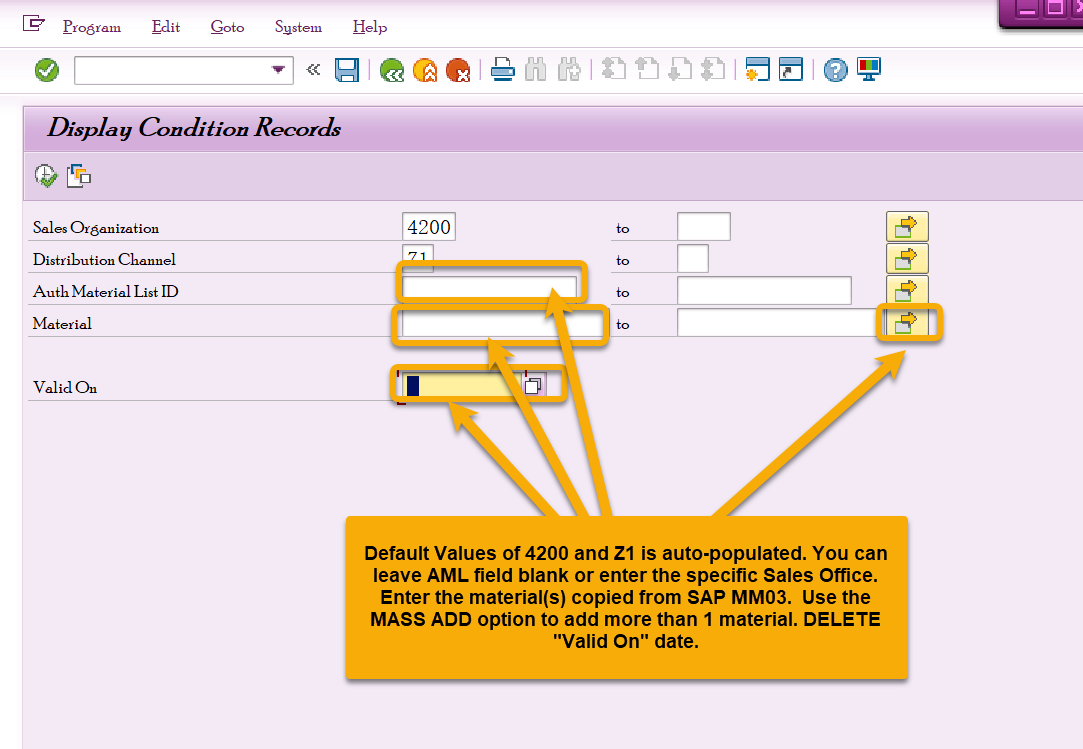 Program Edit Goto System Help
Display Condition Records
Sales Organization 4200 to
Distribution Channel Z1 to
Auth Material List ID to
Material to
Valid On
Default Values of 4200 and Z1 is auto-populated. You can
leave AML field blank or enter the specific Sales Office.
Enter the material(s) copied from SAP MM03.  Use the
MASS ADD option to add more than 1 material. DELETE
"Valid On" date.